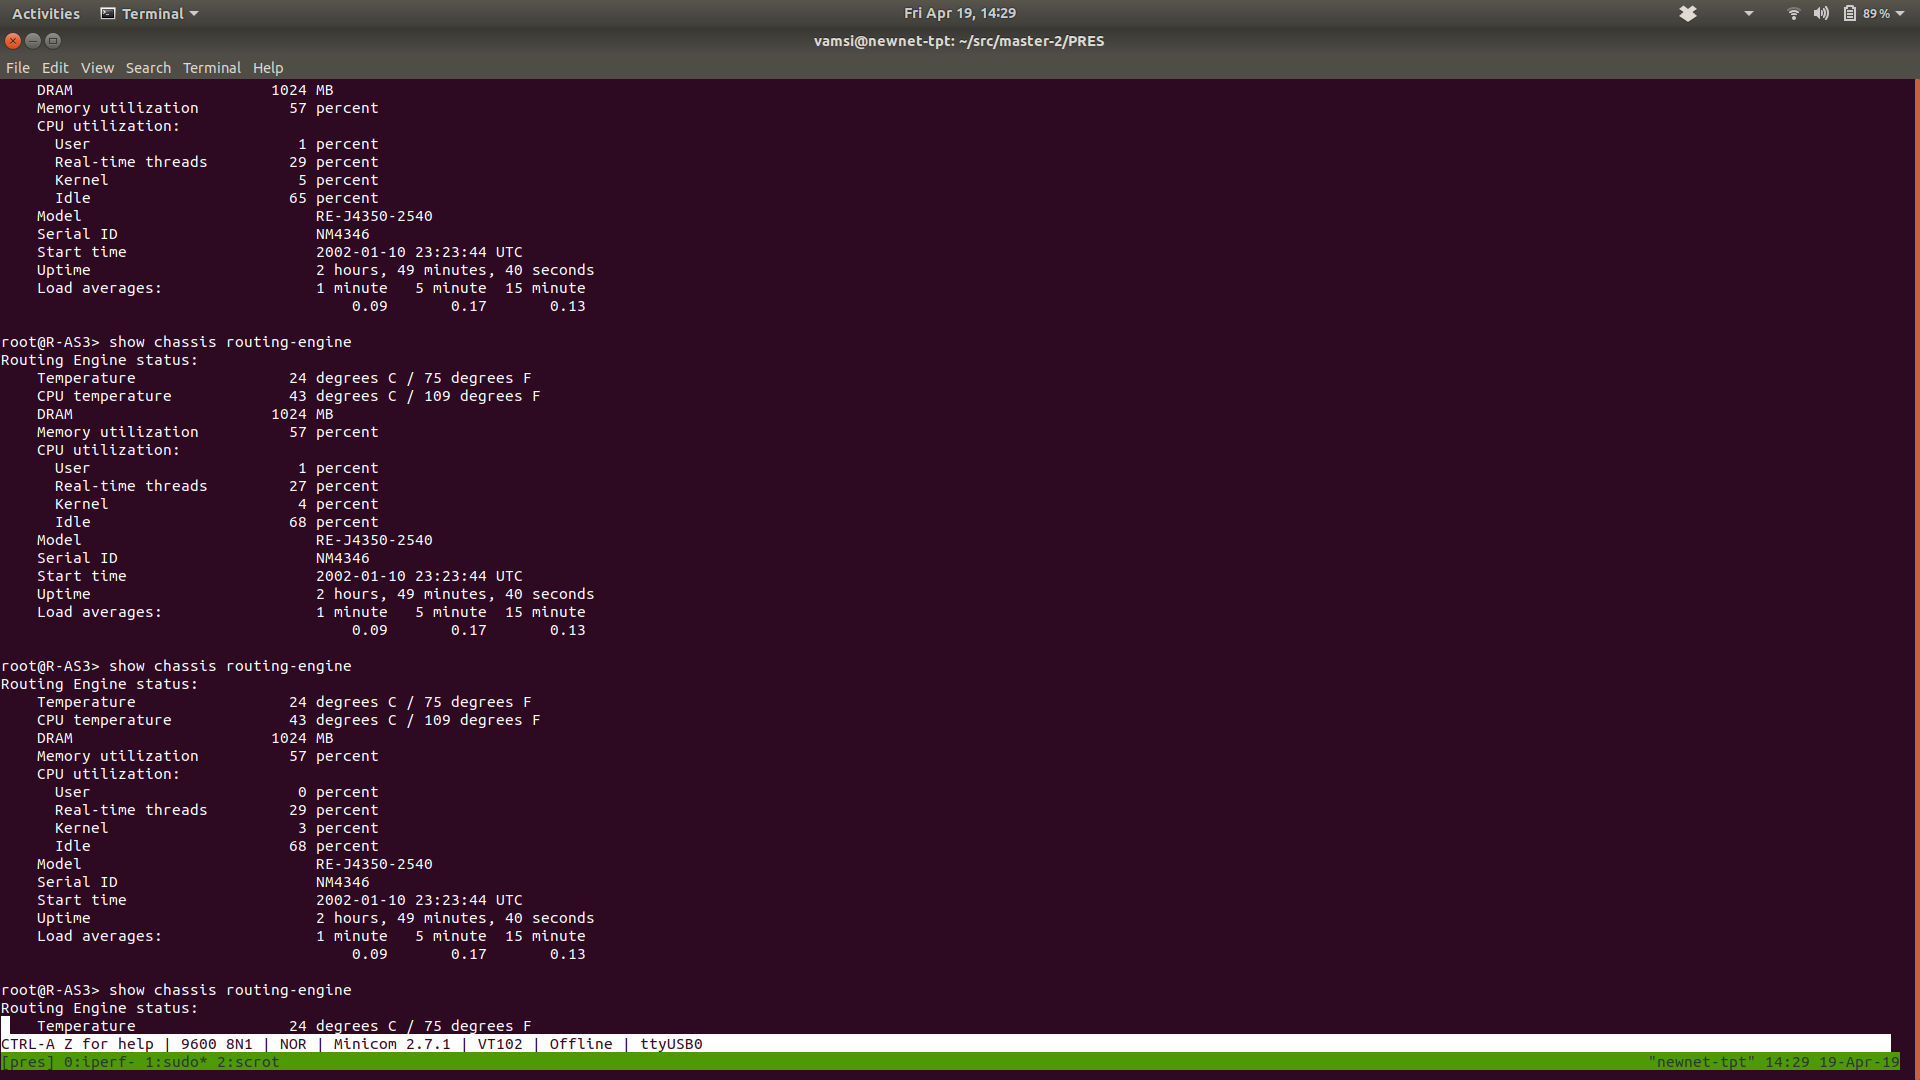 Activities Terminal Fri Apr 19, 14:29 89 %
vamsi@newnet-tpt: ~/src/master-2/PRES
File Edit View Search Terminal Help
DRAM 1024 MB
Memory utilization 57 percent
CPU utilization:
User 1 percent
Real-time threads 29 percent
Kernel 5 percent
Idle 65 percent
Model RE-J4350-2540
Serial ID NM4346
Start time 2002-01-10 23:23:44 UTC
Uptime 2 hours, 49 minutes, 40 seconds
Load averages: 1 minute 5 minute 15 minute
0.09 0.17 0.13
root@R-AS3> show chassis routing-engine
Routing Engine status:
Temperature 24 degrees C / 75 degrees F
CPU temperature 43 degrees C / 109 degrees F
DRAM 1024 MB
Memory utilization 57 percent
CPU utilization:
User 1 percent
Real-time threads 27 percent
Kernel 4 percent
Idle 68 percent
Model RE-J4350-2540
Serial ID NM4346
Start time 2002-01-10 23:23:44 UTC
Uptime 2 hours, 49 minutes, 40 seconds
Load averages: 1 minute 5 minute 15 minute
0.09 0.17 0.13
root@R-AS3> show chassis routing-engine
Routing Engine status:
Temperature 24 degrees C / 75 degrees F
CPU temperature 43 degrees C / 109 degrees F
DRAM 1024 MB
Memory utilization 57 percent
CPU utilization:
User 0 percent
Real-time threads 29 percent
Kernel 3 percent
Idle 68 percent
Model RE-J4350-2540
Serial ID NM4346
Start time 2002-01-10 23:23:44 UTC
Uptime 2 hours, 49 minutes, 40 seconds
Load averages: 1 minute 5 minute 15 minute
0.09 0.17 0.13
root@R-AS3> show chassis routing-engine
Routing Engine status:
Temperature 24 degrees C / 75 degrees F
CTRL-A Z for help | 9600 8N1 | NOR | Minicom 2.7.1 | VT102 | Offline | ttyUSB0
[pres] 0:iperf- 1:sudo* 2:scrot "newnet-tpt" 14:29 19-Apr-19